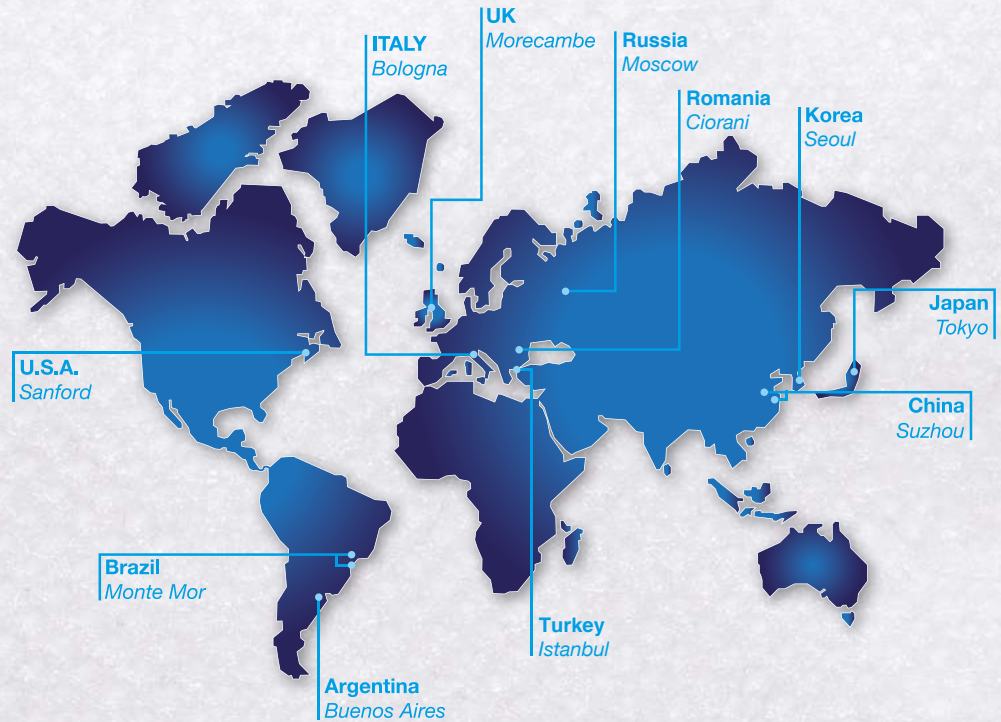 UK
Morecambe
ITALY
Bologna
Russia
Moscow
Romania
Ciorani
Korea
Seoul
Japan
Tokyo
U.S.A.
Sanford
China
Suzhou
Brazil
Monte Mor
Turkey
Istanbul
Argentina
Buenos Aires